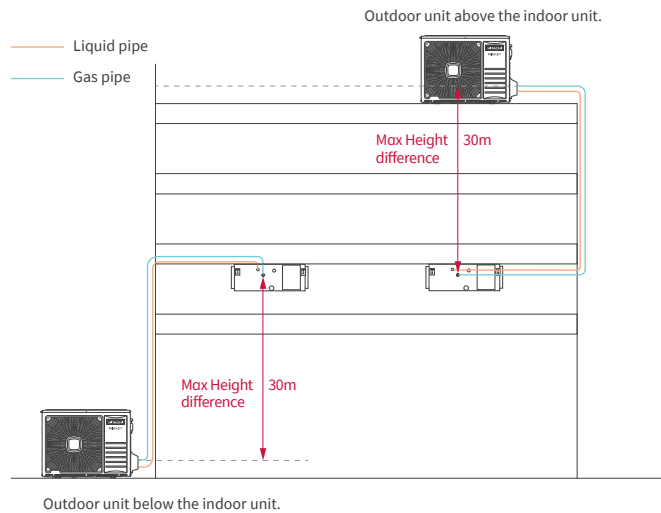 Outdoor unit above the indoor unit.
Liquid pipe
Gas pipe
Max Height
difference
30m
Max Height
difference
30m
Outdoor unit below the indoor unit.